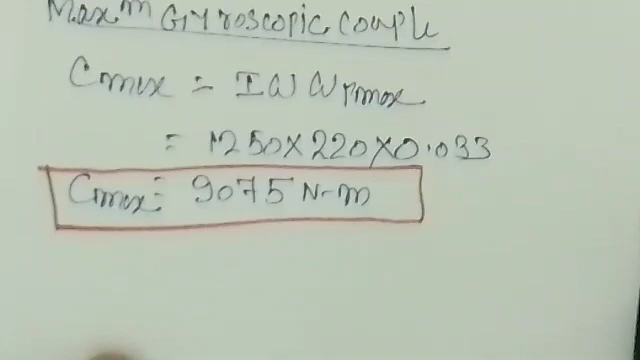 Maxᵐ Gyroscopic Couple
Cmax = I ω ωpmax
= 1250×220×0.033
Cmax = 9075 N-m